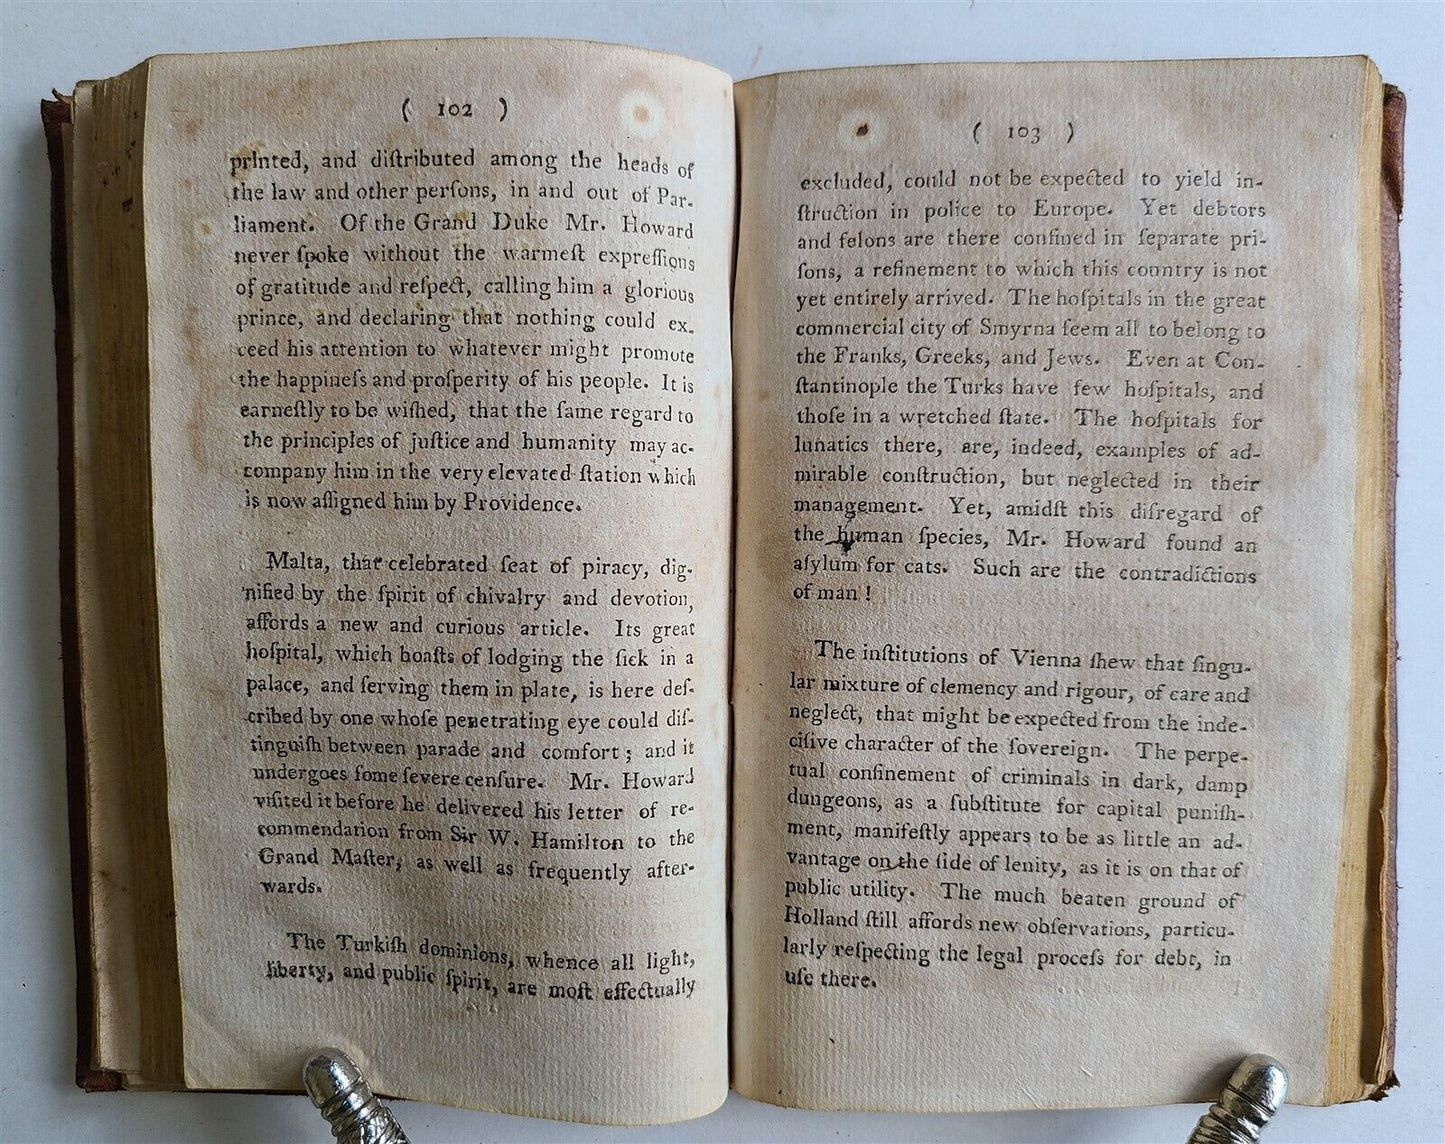 ( 102 )
printed, and diſtributed among the heads of
the law and other perſons, in and out of Par-
liament. Of the Grand Duke Mr. Howard
never ſpoke without the warmeſt expreſſions
of gratitude and reſpect, calling him a glorious
prince, and declaring that nothing could ex-
ceed his attention to whatever might promote
the happineſs and proſperity of his people. It is
earneſtly to be wiſhed, that the ſame regard to
the principles of juſtice and humanity may ac-
company him in the very elevated ſtation which
is now aſſigned him by Providence.
Malta, that celebrated ſeat of piracy, dig-
nified by the ſpirit of chivalry and devotion,
affords a new and curious article. Its great
hoſpital, which boaſts of lodging the ſick in a
palace, and ſerving them in plate, is here deſ-
cribed by one whoſe penetrating eye could diſ-
tinguiſh between parade and comfort; and it
undergoes ſome ſevere cenſure. Mr. Howard
viſited it before he delivered his letter of re-
commendation from Sir W. Hamilton to the
Grand Maſter, as well as frequently after-
wards.
The Turkiſh dominions, whence all light,
liberty, and public ſpirit, are moſt effectually
( 103 )
excluded, could not be expected to yield in-
ſtruction in police to Europe. Yet debtors
and felons are there confined in ſeparate pri-
ſons, a refinement to which this country is not
yet entirely arrived. The hoſpitals in the great
commercial city of Smyrna ſeem all to belong to
the Franks, Greeks, and Jews. Even at Con-
ſtantinople the Turks have few hoſpitals, and
thoſe in a wretched ſtate. The hoſpitals for
lunatics there, are, indeed, examples of ad-
mirable conſtruction, but neglected in their
management. Yet, amidſt this diſregard of
the human ſpecies, Mr. Howard found an
aſylum for cats. Such are the contradictions
of man!
The inſtitutions of Vienna ſhew that ſingu-
lar mixture of clemency and rigour, of care and
neglect, that might be expected from the inde-
ciſive character of the ſovereign. The perpe-
tual confinement of criminals in dark, damp
dungeons, as a ſubſtitute for capital puniſh-
ment, manifeſtly appears to be as little an ad-
vantage on the ſide of lenity, as it is on that of
public utility. The much beaten ground of
Holland ſtill affords new obſervations, particu-
larly reſpecting the legal proceſs for debt, in
uſe there.